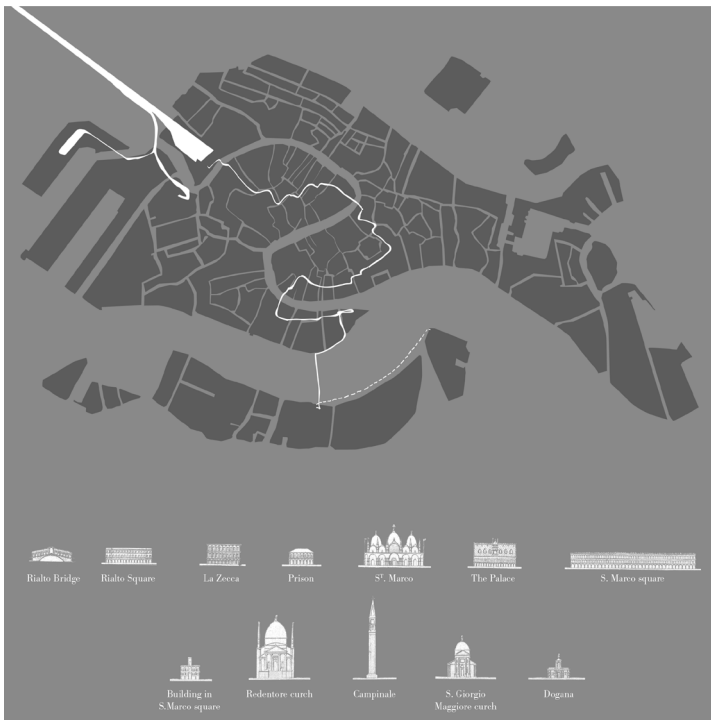 Rialto Bridge
Rialto Square
La Zecca
Prison
Sᵗ. Marco
The Palace
S. Marco square
Building in
S.Marco square
Redentore curch
Campinale
S. Giorgio
Maggiore curch
Dogana